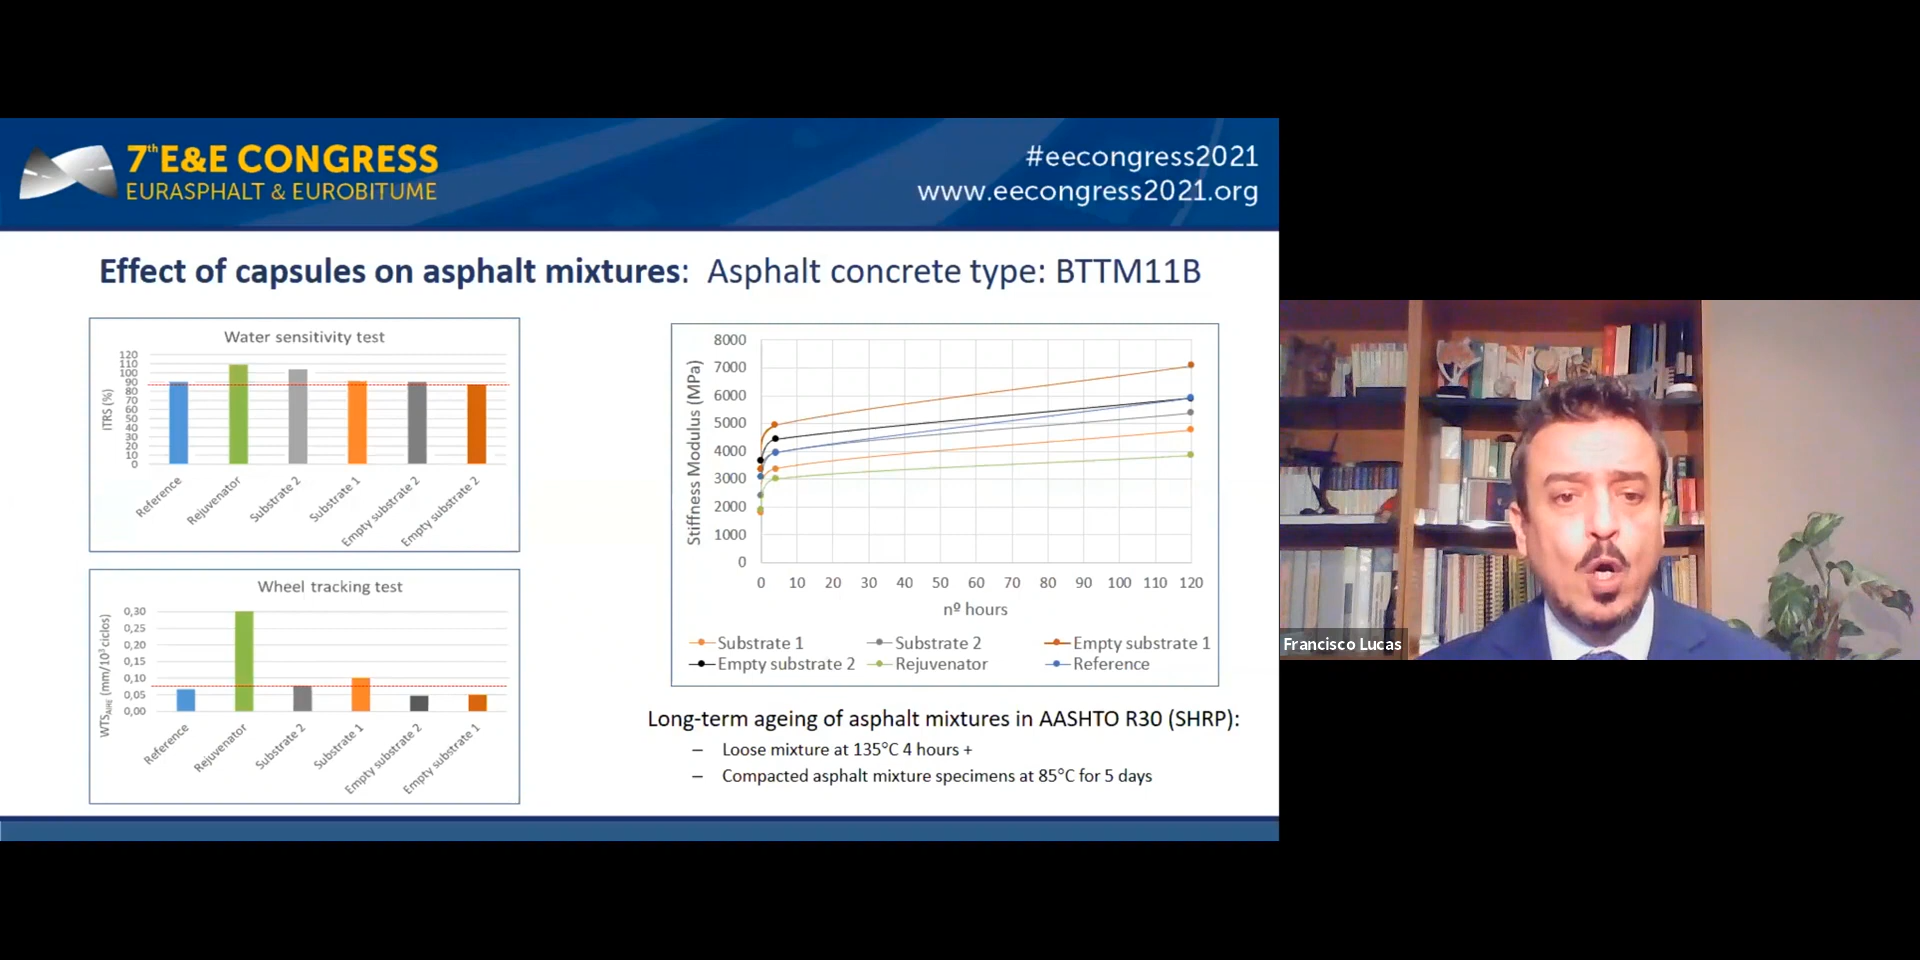 7th E&E CONGRESS
EURASPHALT & EUROBITUME
#eecongress2021
www.eecongress2021.org
Effect of capsules on asphalt mixtures: Asphalt concrete type: BTTM11B
Water sensitivity test
120
110
100
90
80
70
60
50
40
30
20
10
0
ITRS (%)
Reference
Rejuvenator
Substrate 2
Substrate 1
Empty substrate 2
Empty substrate 2
Wheel tracking test
0,30
0,25
0,20
0,15
0,10
0,05
0,00
WTS AIRE (mm/10³ ciclos)
Reference
Rejuvenator
Substrate 2
Substrate 1
Empty substrate 2
Empty substrate 1
8000
7000
6000
5000
4000
3000
2000
1000
0
Stiffness Modulus (MPa)
0 10 20 30 40 50 60 70 80 90 100 110 120
nº hours
Substrate 1 Substrate 2 Empty substrate 1
Empty substrate 2 Rejuvenator Reference
Long-term ageing of asphalt mixtures in AASHTO R30 (SHRP):
– Loose mixture at 135°C 4 hours +
– Compacted asphalt mixture specimens at 85°C for 5 days
Francisco Lucas